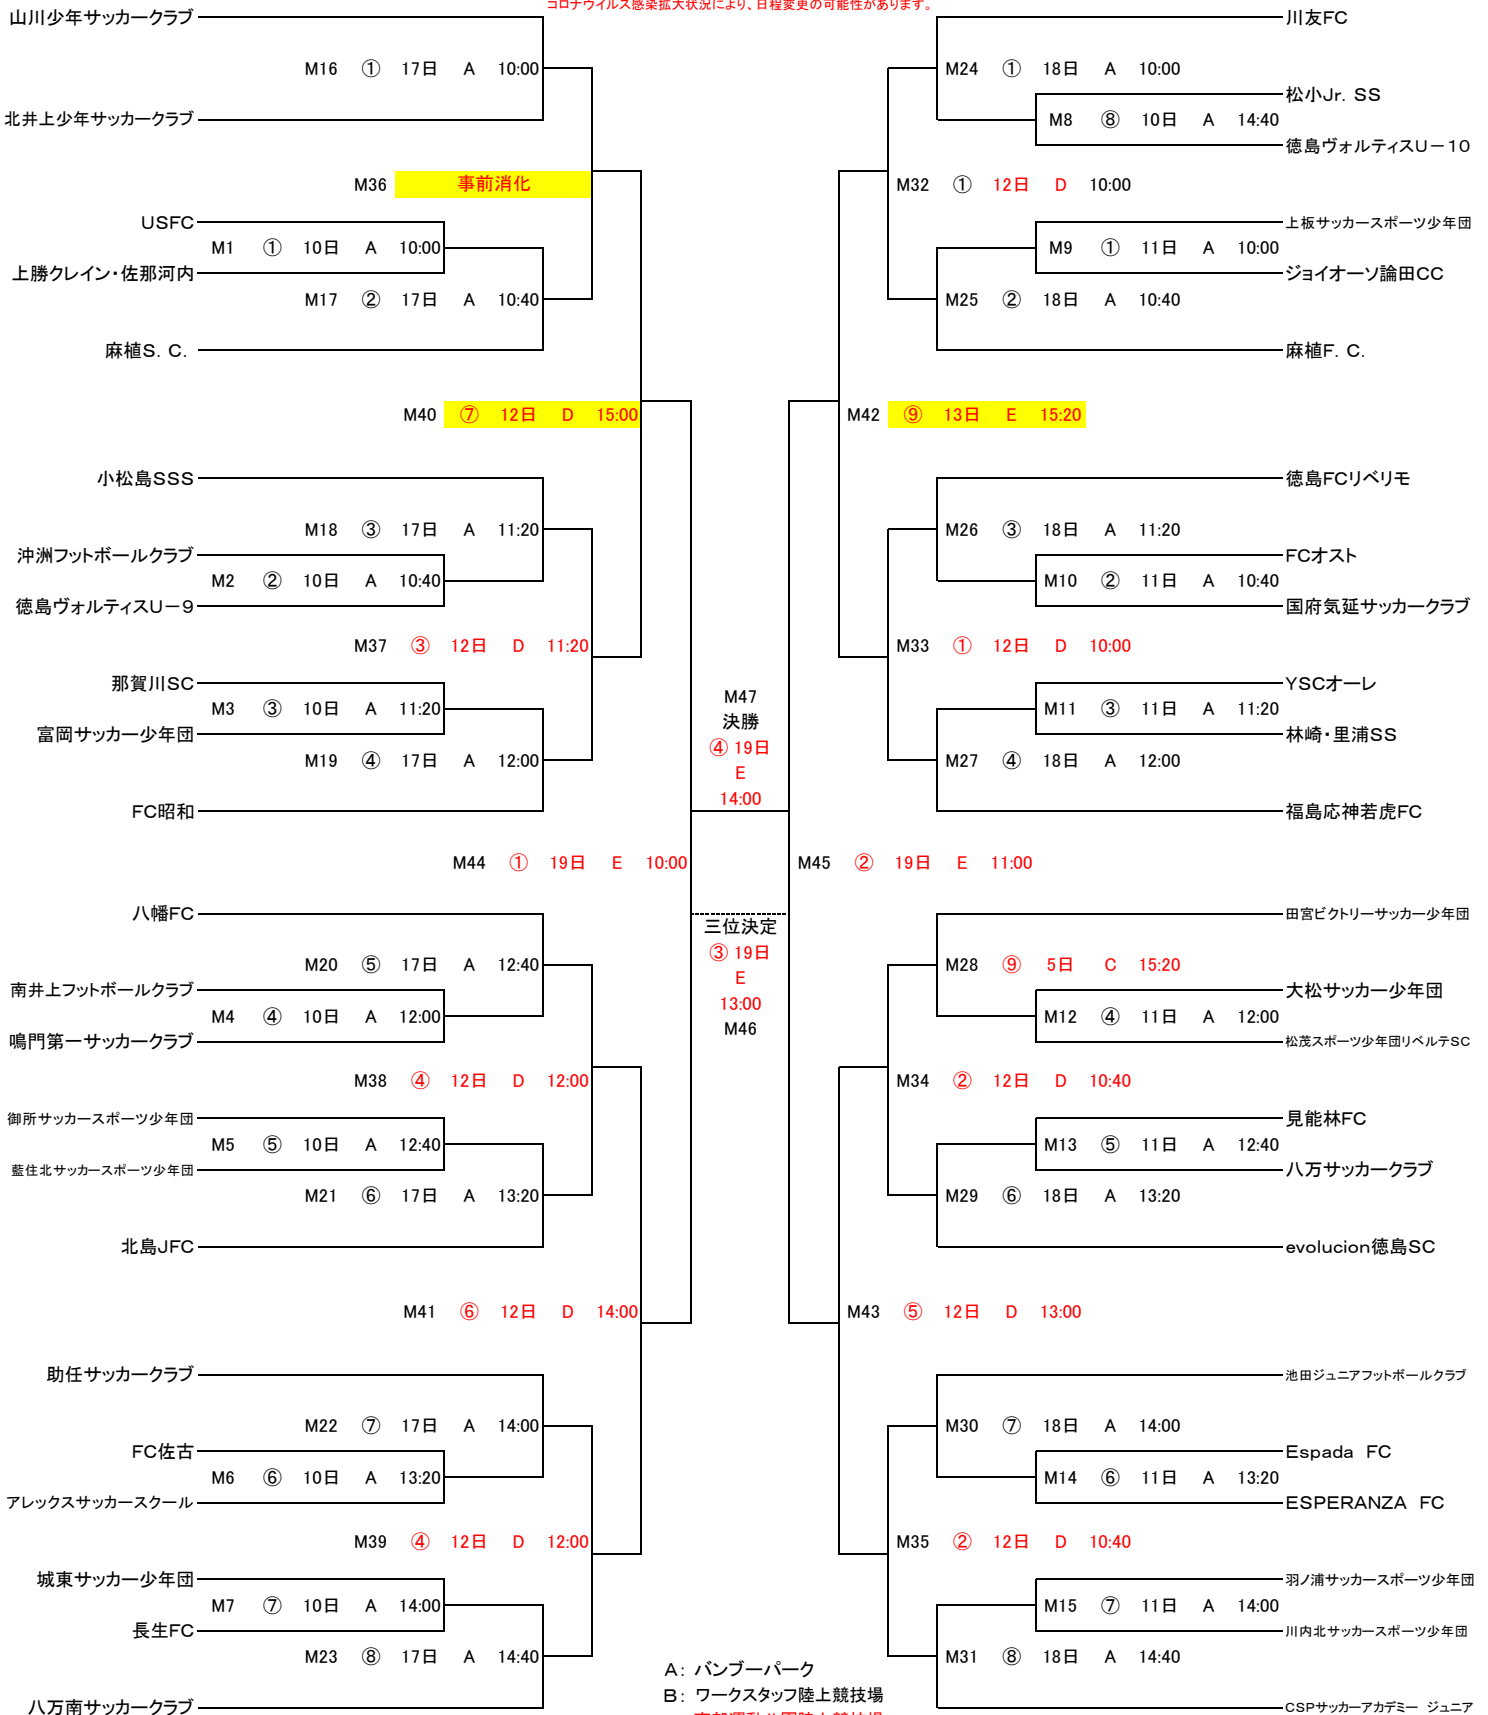 コロナウイルス感染拡大状況により、日程変更の可能性があります。
山川少年サッカークラブ
M16 ① 17日 A 10:00
北井上少年サッカークラブ
M36 事前消化
USFC
M1 ① 10日 A 10:00
上勝クレイン・佐那河内
M17 ② 17日 A 10:40
麻植S. C.
M40 ⑦ 12日 D 15:00
小松島SSS
M18 ③ 17日 A 11:20
沖洲フットボールクラブ
M2 ② 10日 A 10:40
徳島ヴォルティスU－9
M37 ③ 12日 D 11:20
那賀川SC
M3 ③ 10日 A 11:20
富岡サッカー少年団
M19 ④ 17日 A 12:00
FC昭和
M44 ① 19日 E 10:00
八幡FC
M20 ⑤ 17日 A 12:40
南井上フットボールクラブ
M4 ④ 10日 A 12:00
鳴門第一サッカークラブ
M38 ④ 12日 D 12:00
御所サッカースポーツ少年団
M5 ⑤ 10日 A 12:40
藍住北サッカースポーツ少年団
M21 ⑥ 17日 A 13:20
北島JFC
M41 ⑥ 12日 D 14:00
助任サッカークラブ
M22 ⑦ 17日 A 14:00
FC佐古
M6 ⑥ 10日 A 13:20
アレックスサッカースクール
M39 ④ 12日 D 12:00
城東サッカー少年団
M7 ⑦ 10日 A 14:00
長生FC
M23 ⑧ 17日 A 14:40
八万南サッカークラブ
M47
決勝
④ 19日
E
14:00
三位決定
③ 19日
E
13:00
M46
川友FC
M24 ① 18日 A 10:00
松小Jr. SS
M8 ⑧ 10日 A 14:40
徳島ヴォルティスU－10
M32 ① 12日 D 10:00
上板サッカースポーツ少年団
M9 ① 11日 A 10:00
ジョイオーソ論田CC
M25 ② 18日 A 10:40
麻植F. C.
M42 ⑨ 13日 E 15:20
徳島FCリベリモ
M26 ③ 18日 A 11:20
FCオスト
M10 ② 11日 A 10:40
国府気延サッカークラブ
M33 ① 12日 D 10:00
YSCオーレ
M11 ③ 11日 A 11:20
林崎・里浦SS
M27 ④ 18日 A 12:00
福島応神若虎FC
M45 ② 19日 E 11:00
田宮ビクトリーサッカー少年団
M28 ⑨ 5日 C 15:20
大松サッカー少年団
M12 ④ 11日 A 12:00
松茂スポーツ少年団リベルテSC
M34 ② 12日 D 10:40
見能林FC
M13 ⑤ 11日 A 12:40
八万サッカークラブ
M29 ⑥ 18日 A 13:20
evolucion徳島SC
M43 ⑤ 12日 D 13:00
池田ジュニアフットボールクラブ
M30 ⑦ 18日 A 14:00
Espada FC
M14 ⑥ 11日 A 13:20
ESPERANZA FC
M35 ② 12日 D 10:40
羽ノ浦サッカースポーツ少年団
M15 ⑦ 11日 A 14:00
川内北サッカースポーツ少年団
M31 ⑧ 18日 A 14:40
CSPサッカーアカデミー ジュニア
A： バンブーパーク
B： ワークスタッフ陸上競技場